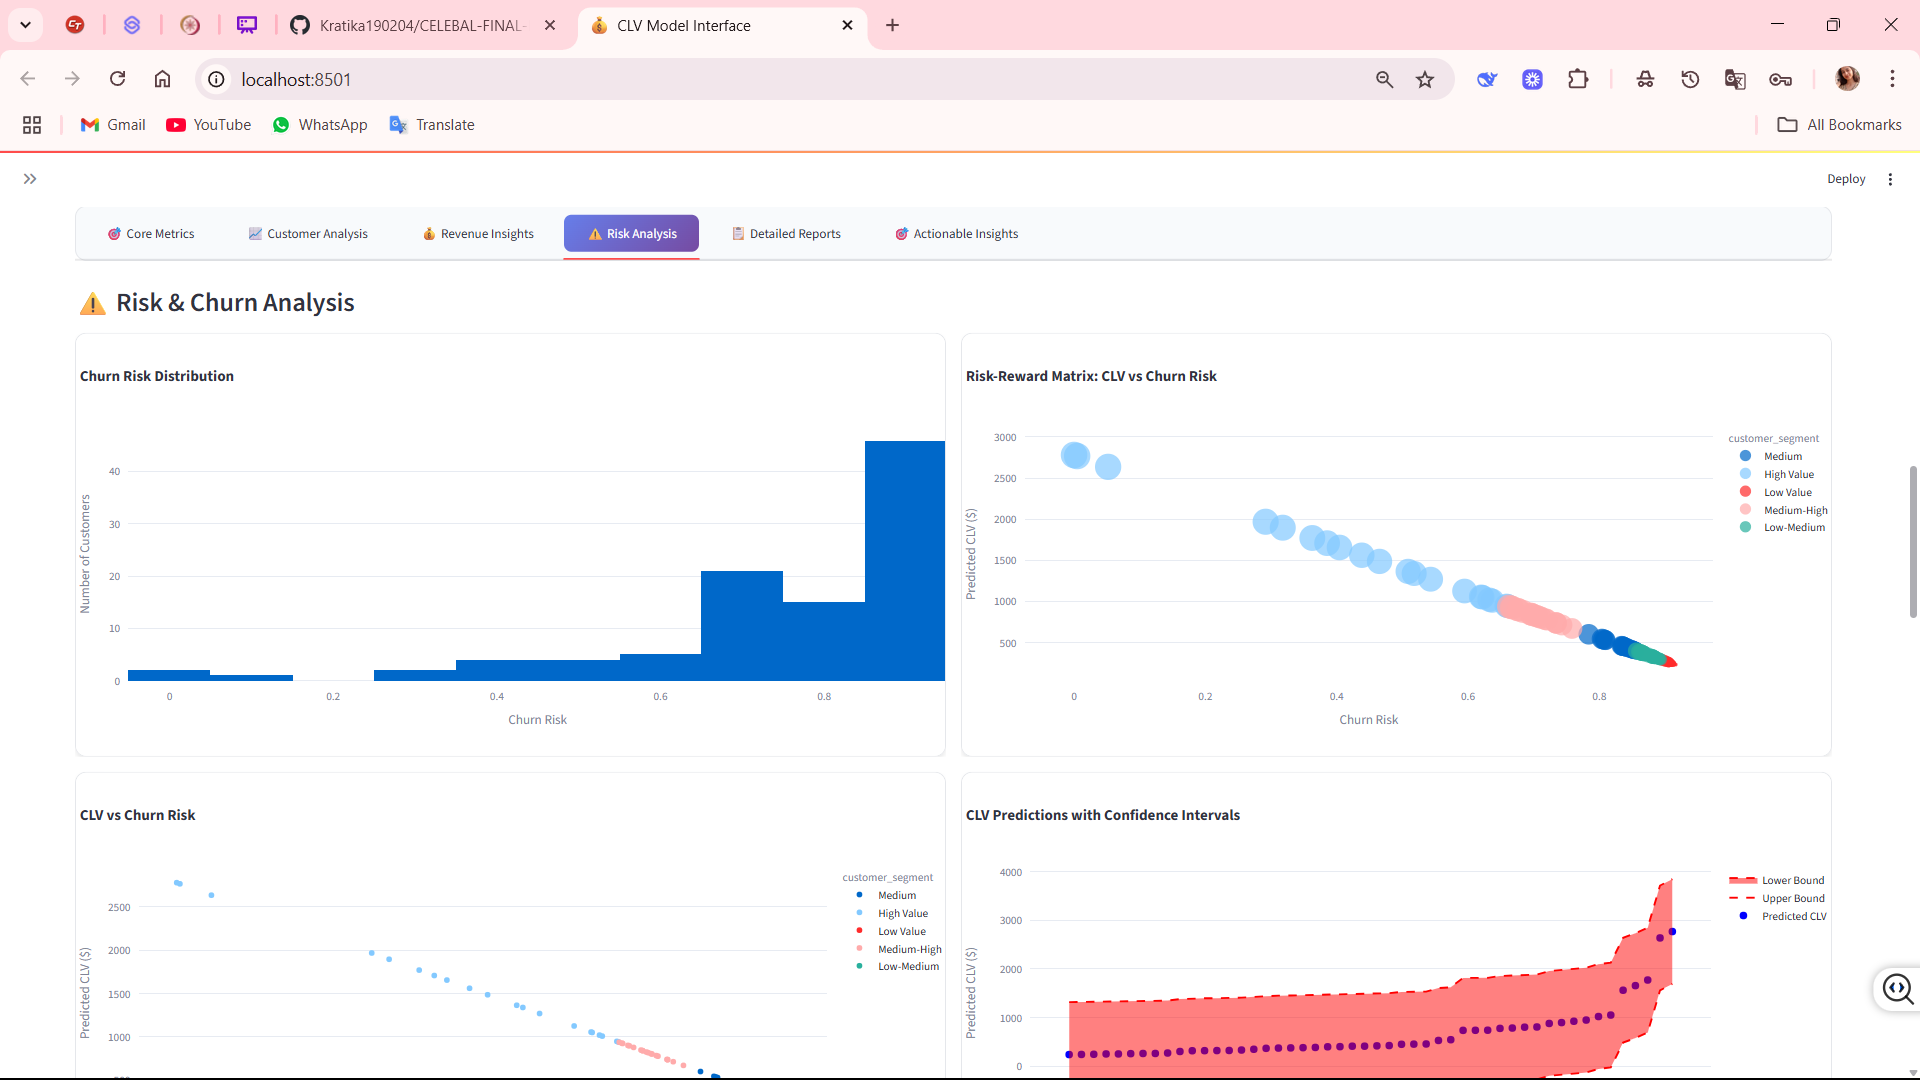 Kratika190204/CELEBAL-FINAL-
CLV Model Interface
localhost:8501
Gmail
YouTube
WhatsApp
Translate
All Bookmarks
Deploy
Core Metrics
Customer Analysis
Revenue Insights
Risk Analysis
Detailed Reports
Actionable Insights
Risk & Churn Analysis
Churn Risk Distribution
Number of Customers
40
30
20
10
0
0
0.2
0.4
0.6
0.8
Churn Risk
Risk-Reward Matrix: CLV vs Churn Risk
Predicted CLV ($)
3000
2500
2000
1500
1000
500
0
0.2
0.4
0.6
0.8
Churn Risk
customer_segment
Medium
High Value
Low Value
Medium-High
Low-Medium
CLV vs Churn Risk
Predicted CLV ($)
2500
2000
1500
1000
customer_segment
Medium
High Value
Low Value
Medium-High
Low-Medium
CLV Predictions with Confidence Intervals
Predicted CLV ($)
4000
3000
2000
1000
0
Lower Bound
Upper Bound
Predicted CLV